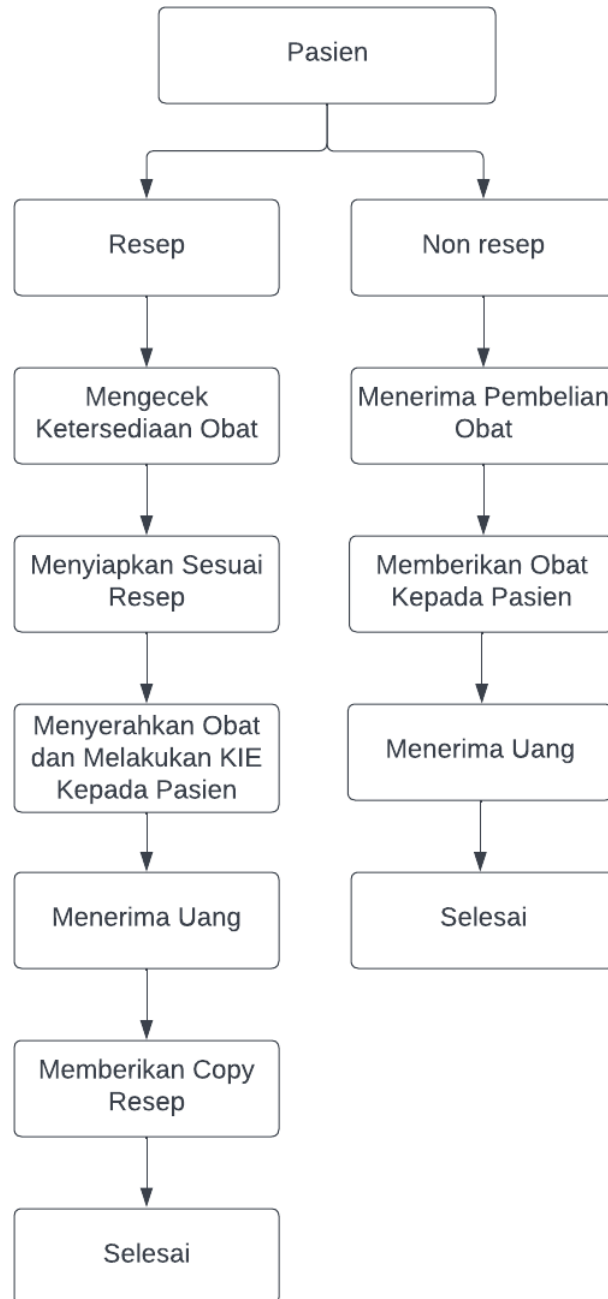 Pasien
Resep
Non resep
Mengecek
Ketersediaan Obat
Menerima Pembelian
Obat
Menyiapkan Sesuai
Resep
Memberikan Obat
Kepada Pasien
Menyerahkan Obat
dan Melakukan KIE
Kepada Pasien
Menerima Uang
Menerima Uang
Selesai
Memberikan Copy
Resep
Selesai